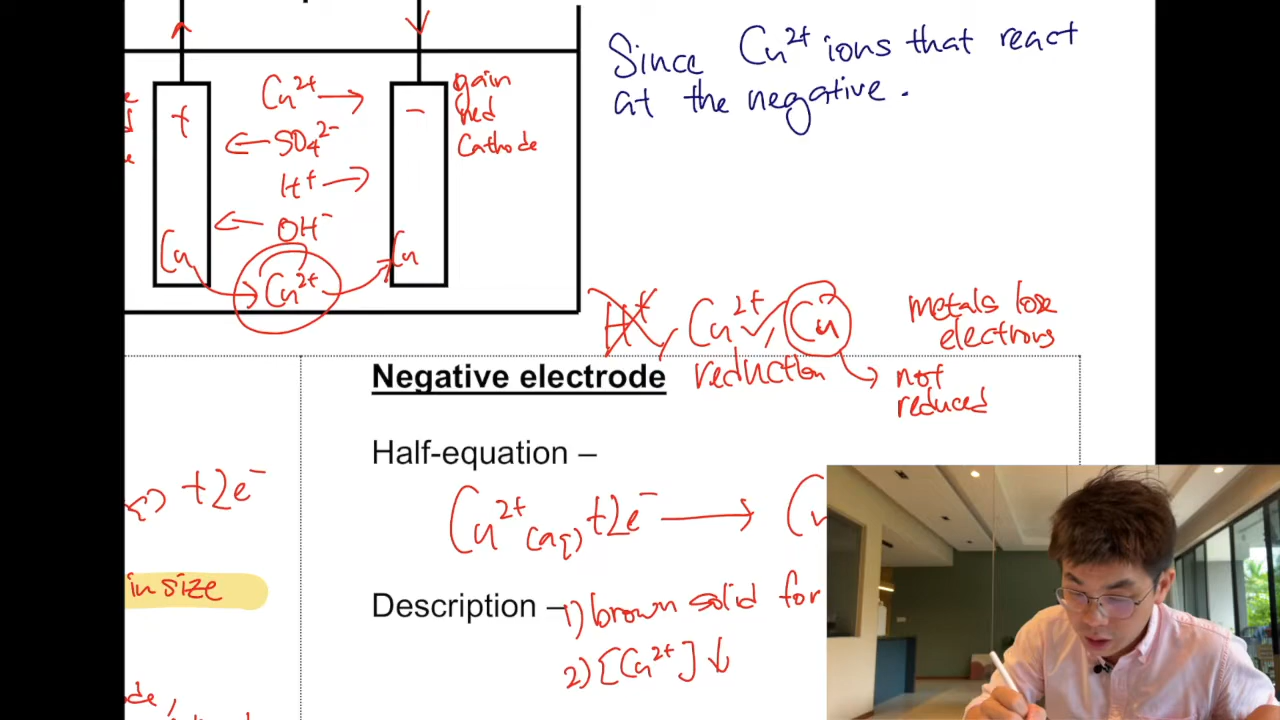 Since Cu²⁺ ions that react
at the negative.
+
Cu²⁺ →
← SO₄²⁻
H⁺ →
← OH⁻
Cu
Cu²⁺
Cu
−
gain
red
Cathode
H⁺ Cu²⁺ Cu
metals lose
electrons
reduction
not
reduced
Negative electrode
Half-equation –
+2e⁻
Cu²⁺(aq) + 2e⁻ → Cu
in size
Description – 1) brown solid for
2) [Cu²⁺] ↓
de,